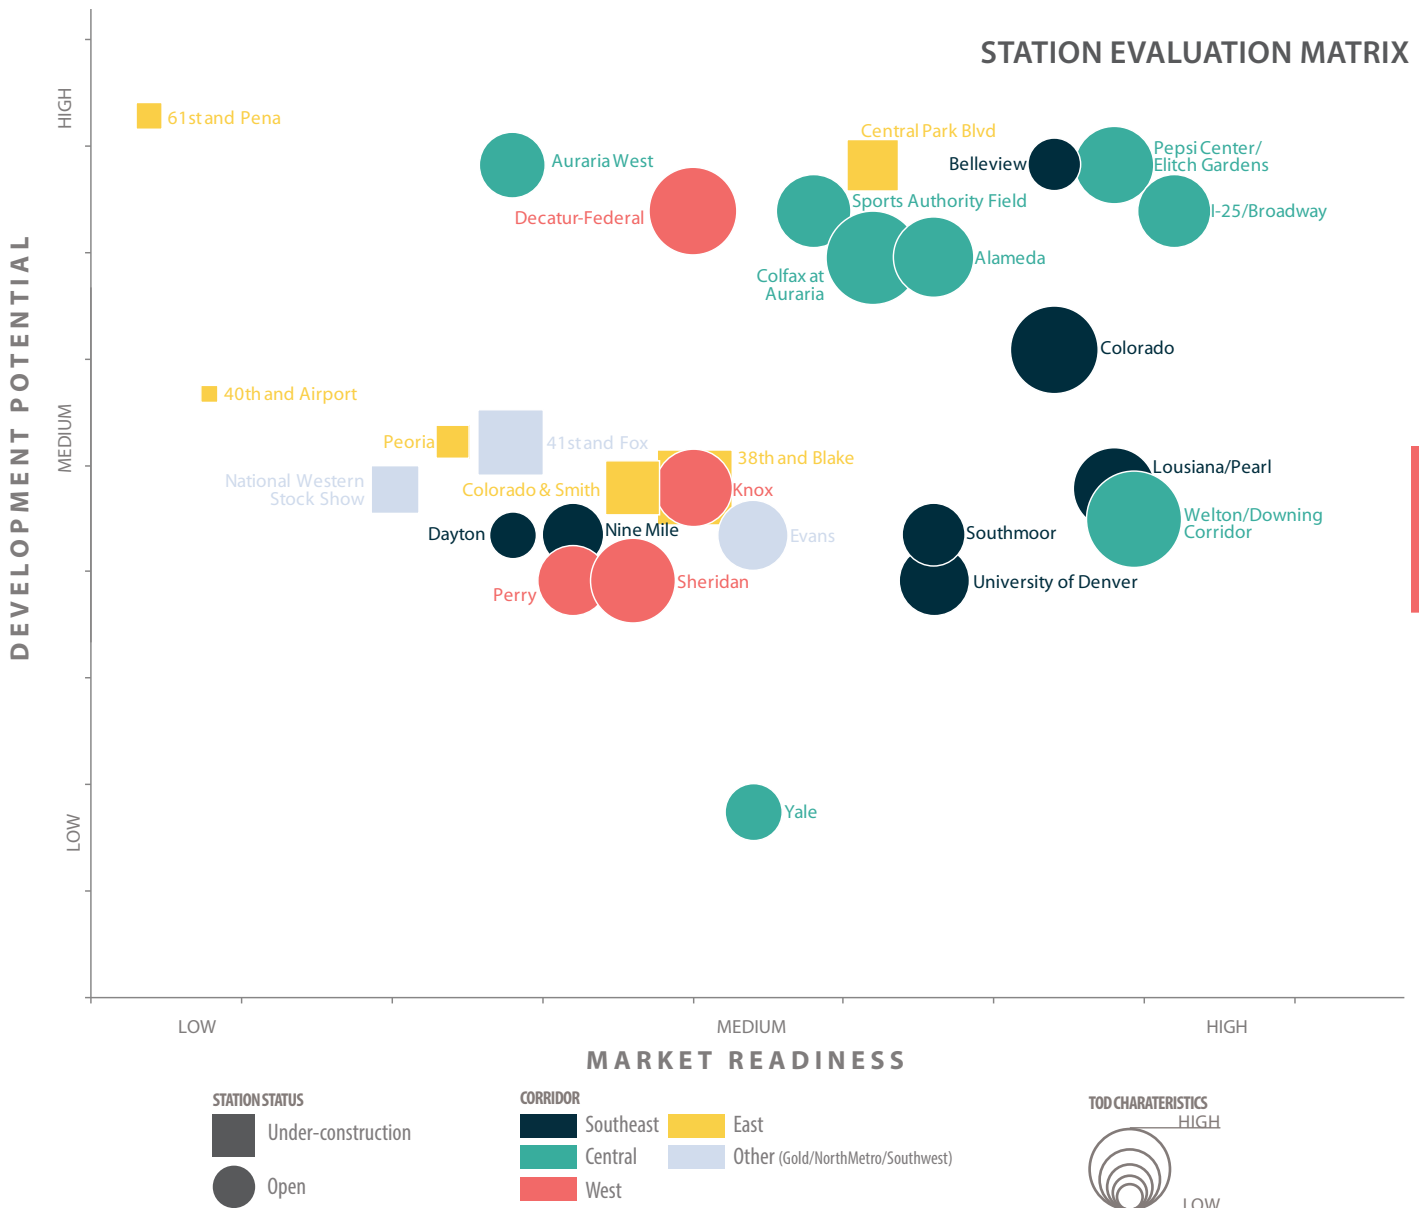 STATION EVALUATION MATRIX
HIGH
61st and Pena
Central Park Blvd
Auraria West
Belleview
Pepsi Center/
Elitch Gardens
Decatur-Federal
Sports Authority Field
I-25/Broadway
Colfax at
Auraria
Alameda
DEVELOPMENT POTENTIAL
Colorado
40th and Airport
MEDIUM
Peoria
41st and Fox
38th and Blake
National Western
Stock Show
Colorado & Smith
Knox
Lousiana/Pearl
Dayton
Nine Mile
Evans
Southmoor
Welton/Downing
Corridor
Perry
Sheridan
University of Denver
LOW
Yale
LOW
MEDIUM
HIGH
MARKET READINESS
STATION STATUS
Under-construction
Open
CORRIDOR
Southeast
East
Central
Other (Gold/NorthMetro/Southwest)
West
TOD CHARATERISTICS
HIGH
LOW